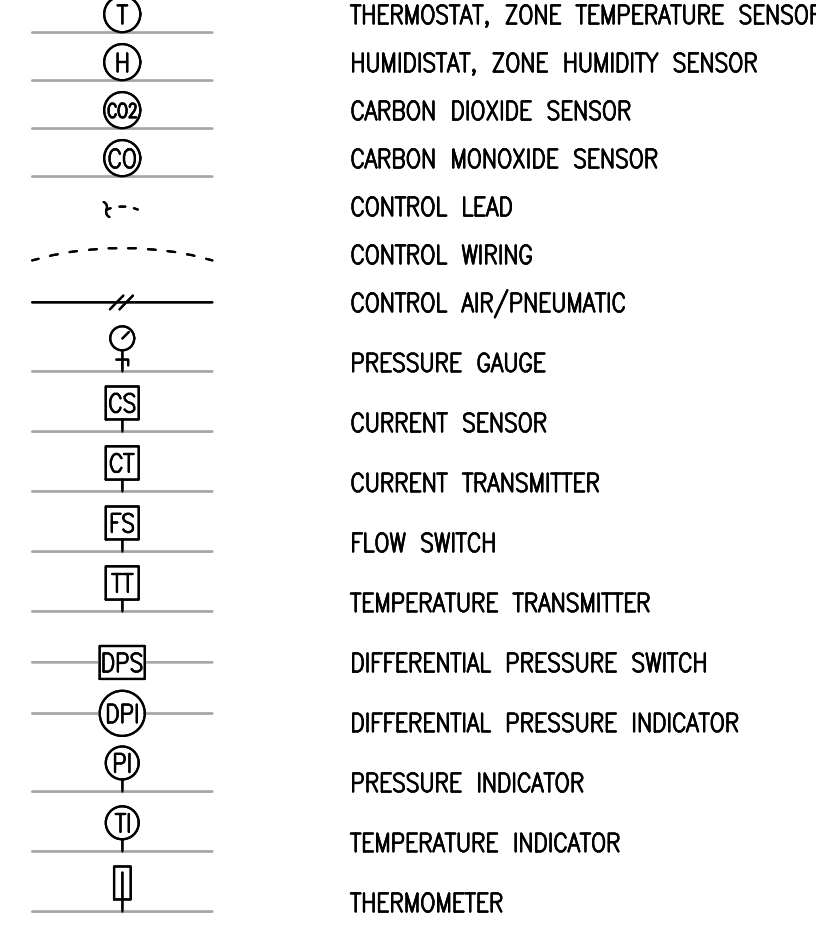 T THERMOSTAT, ZONE TEMPERATURE SENSOR
H HUMIDISTAT, ZONE HUMIDITY SENSOR
CO2 CARBON DIOXIDE SENSOR
CO CARBON MONOXIDE SENSOR
CONTROL LEAD
CONTROL WIRING
CONTROL AIR/PNEUMATIC
PRESSURE GAUGE
CS CURRENT SENSOR
CT CURRENT TRANSMITTER
FS FLOW SWITCH
TT TEMPERATURE TRANSMITTER
DPS DIFFERENTIAL PRESSURE SWITCH
DPI DIFFERENTIAL PRESSURE INDICATOR
PI PRESSURE INDICATOR
TI TEMPERATURE INDICATOR
THERMOMETER